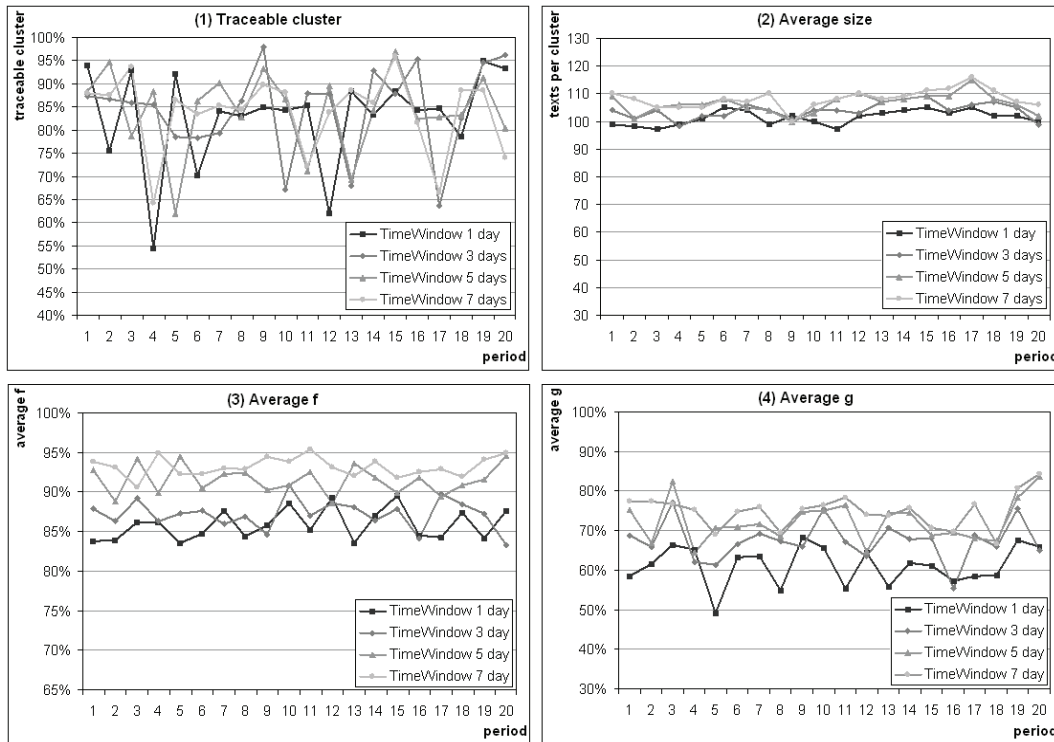 (1) Traceable cluster
traceable cluster
100%
95%
90%
85%
80%
75%
70%
65%
60%
55%
50%
45%
40%
1 2 3 4 5 6 7 8 9 10 11 12 13 14 15 16 17 18 19 20
period
TimeWindow 1 day
TimeWindow 3 days
TimeWindow 5 days
TimeWindow 7 days
(2) Average size
texts per cluster
130
120
110
100
90
80
70
60
50
40
30
1 2 3 4 5 6 7 8 9 10 11 12 13 14 15 16 17 18 19 20
period
TimeWindow 1 day
TimeWindow 3 days
TimeWindow 5 days
TimeWindow 7 days
(3) Average f
average f
100%
95%
90%
85%
80%
75%
70%
65%
1 2 3 4 5 6 7 8 9 10 11 12 13 14 15 16 17 18 19 20
period
TimeWindow 1 day
TimeWindow 3 day
TimeWindow 5 day
TimeWindow 7 day
(4) Average g
average g
100%
90%
80%
70%
60%
50%
40%
30%
1 2 3 4 5 6 7 8 9 10 11 12 13 14 15 16 17 18 19 20
period
TimeWindow 1 day
TimeWindow 3 day
TimeWindow 5 day
TimeWindow 7 day